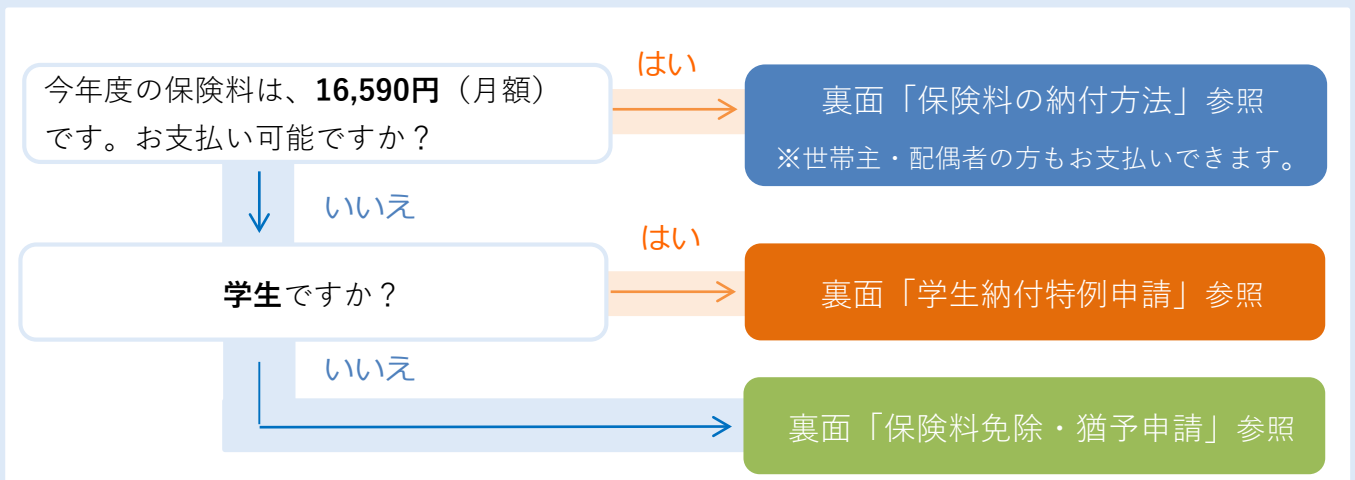 今年度の保険料は、16,590円（月額）
です。お支払い可能ですか？
はい
裏面「保険料の納付方法」参照
※世帯主・配偶者の方もお支払いできます。
いいえ
学生ですか？
はい
裏面「学生納付特例申請」参照
いいえ
裏面「保険料免除・猶予申請」参照